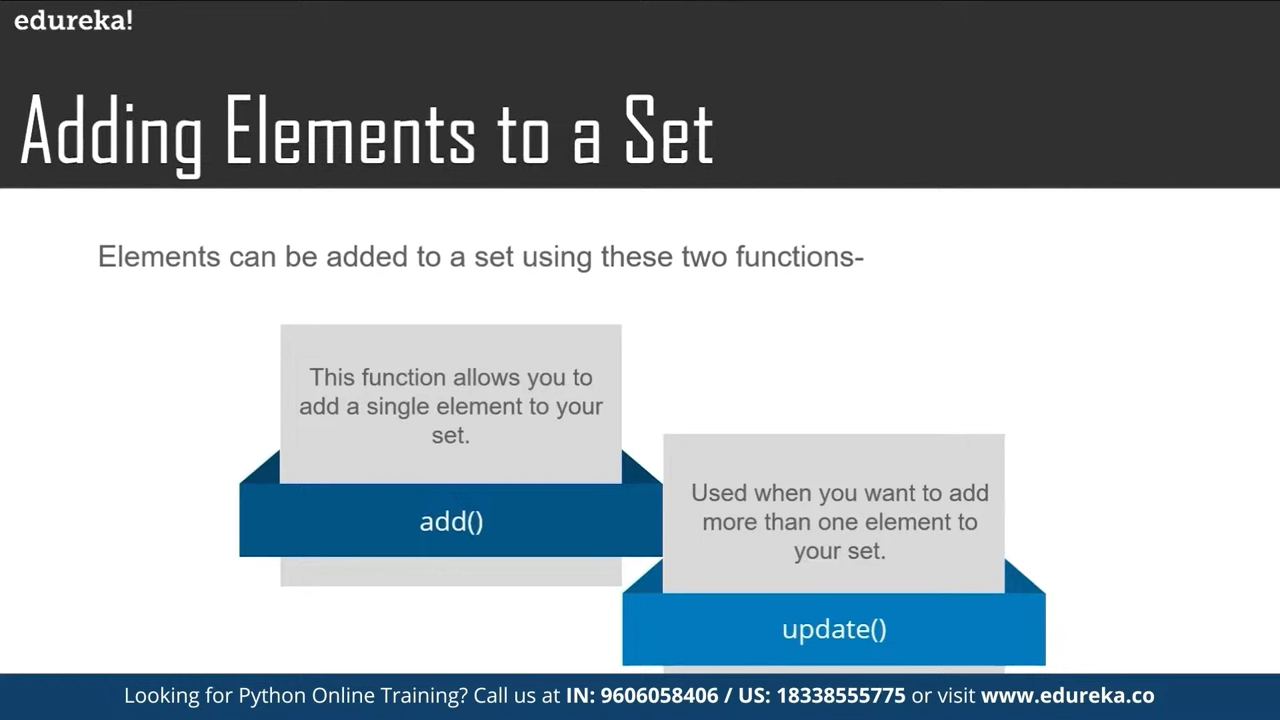 edureka!
Adding Elements to a Set
Elements can be added to a set using these two functions-
This function allows you to
add a single element to your
set.
add()
Used when you want to add
more than one element to
your set.
update()
Looking for Python Online Training? Call us at IN: 9606058406 / US: 18338555775 or visit www.edureka.co